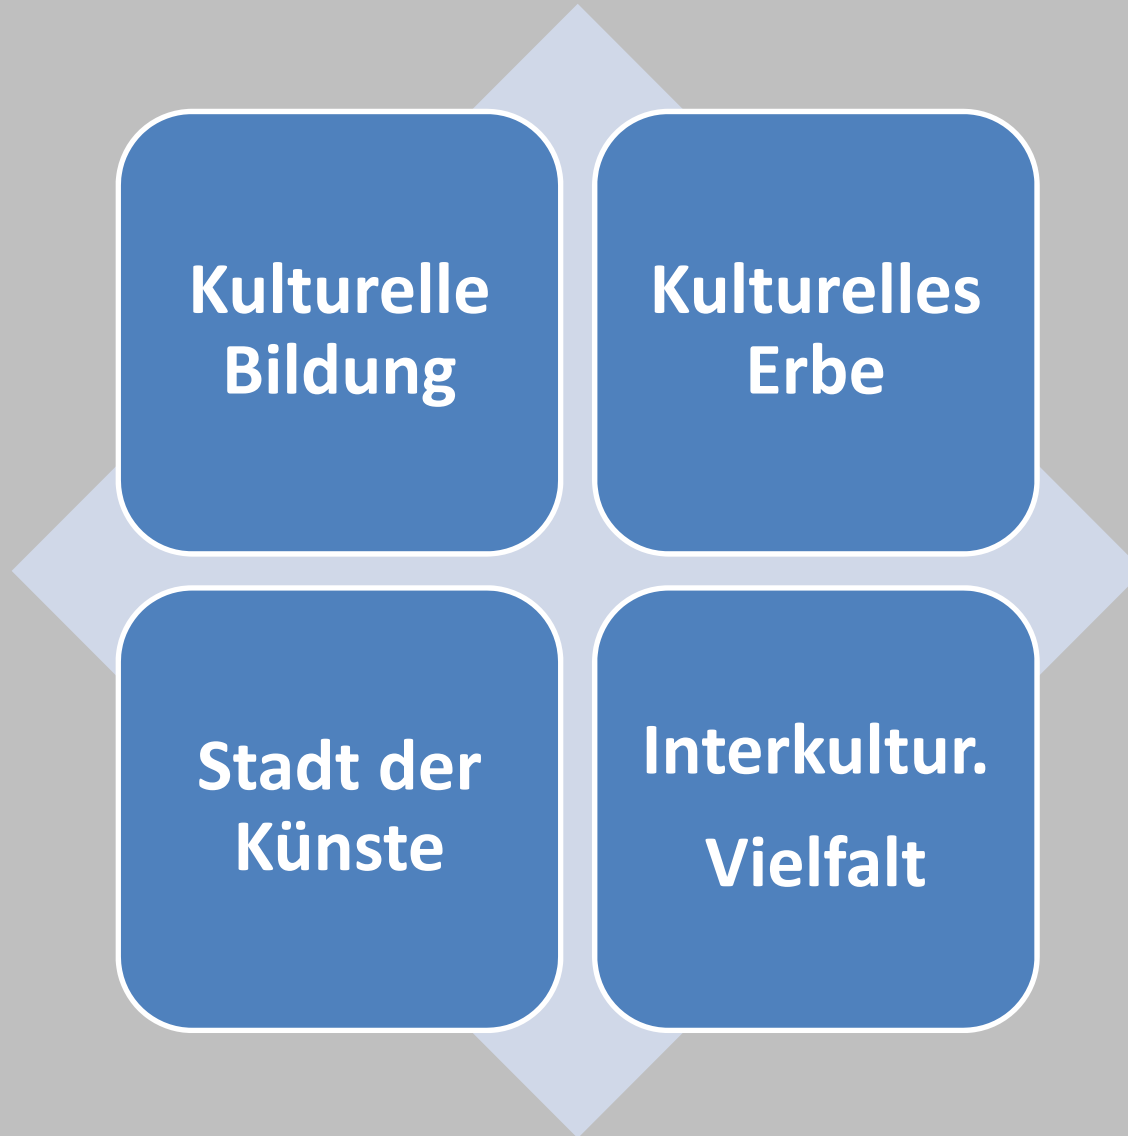 Kulturelle
Bildung
Kulturelles
Erbe
Stadt der
Künste
Interkultur.
Vielfalt